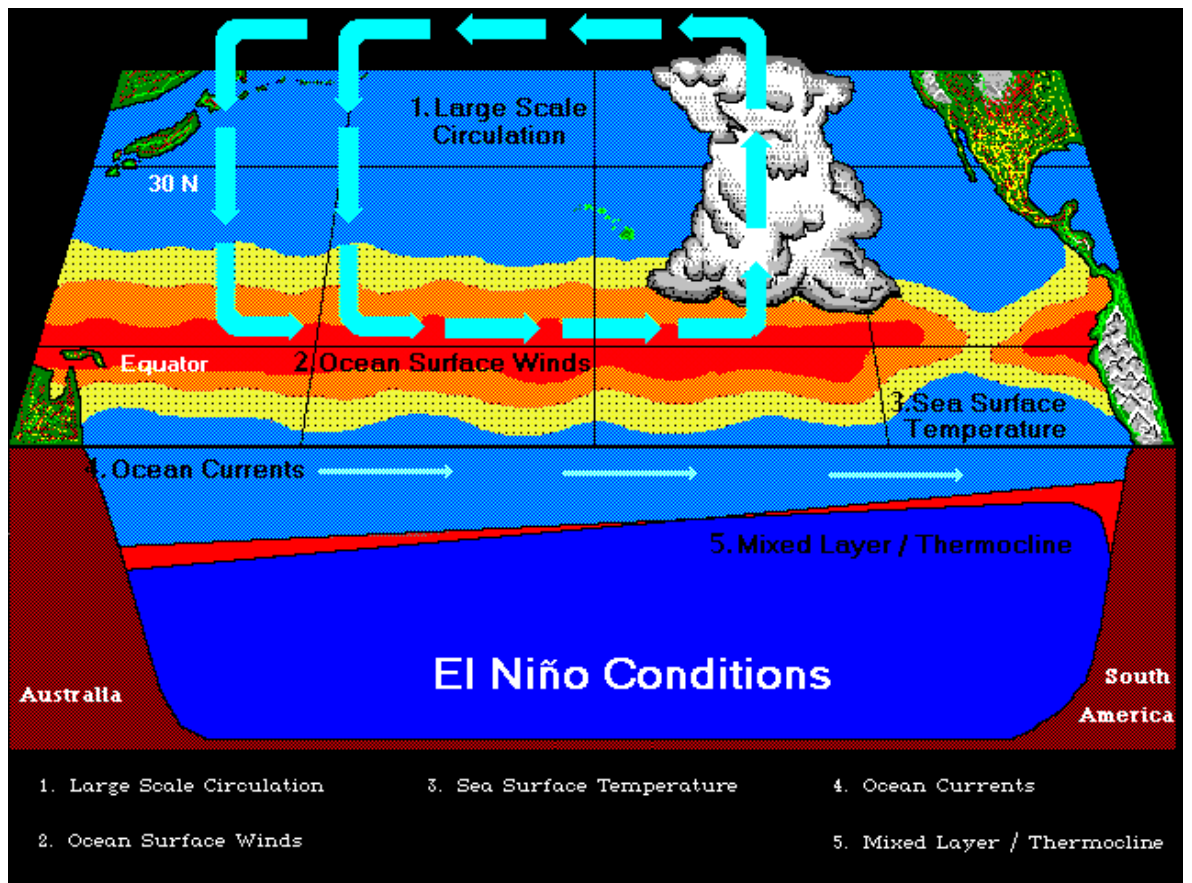 1. Large Scale
Circulation
30 N
Equator
2. Ocean Surface Winds
3. Sea Surface
Temperature
4. Ocean Currents
5. Mixed Layer / Thermocline
El Niño Conditions
Australia
South
America
1. Large Scale Circulation
3. Sea Surface Temperature
4. Ocean Currents
2. Ocean Surface Winds
5. Mixed Layer / Thermocline